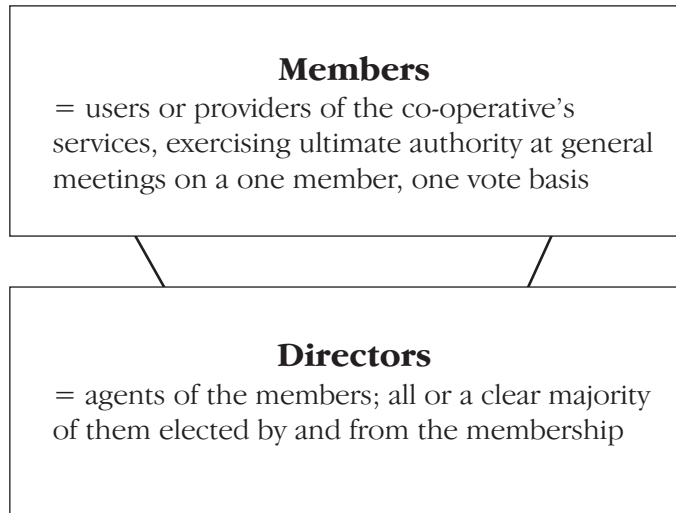 Members
= users or providers of the co-operative’s
services, exercising ultimate authority at general
meetings on a one member, one vote basis
Directors
= agents of the members; all or a clear majority
of them elected by and from the membership